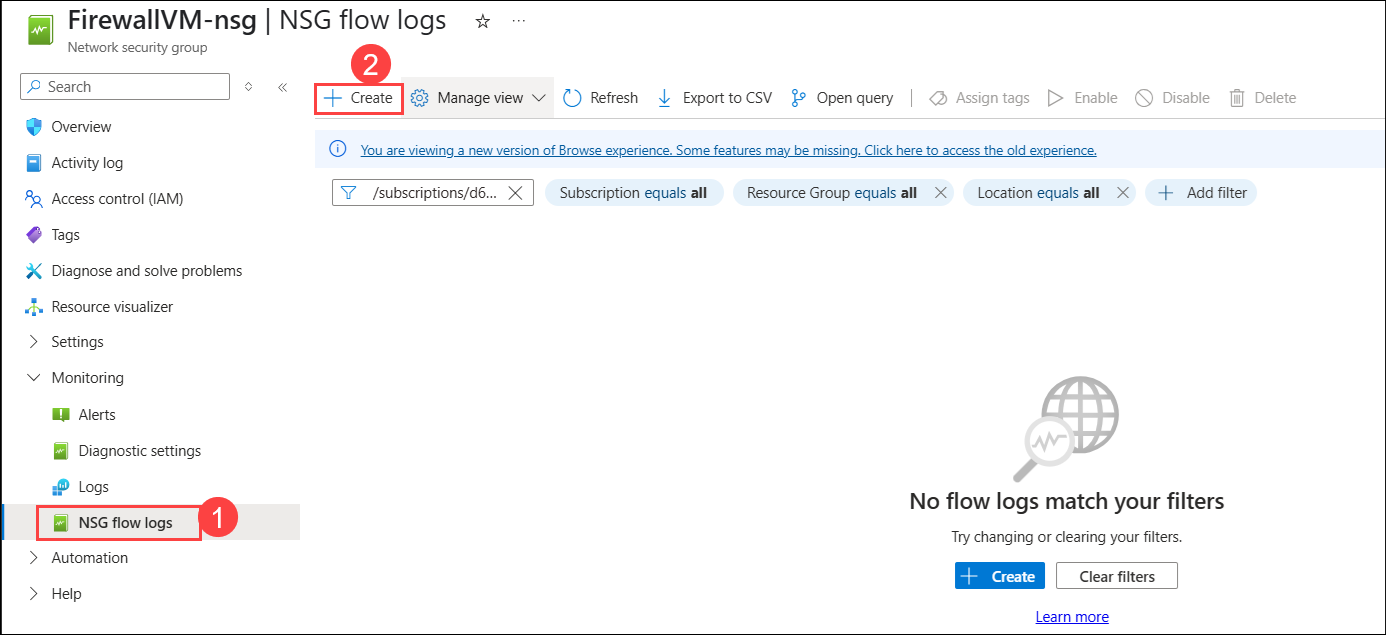 FirewallVM-nsg | NSG flow logs ☆ ...
Network security group
Search
2
Create Manage view Refresh Export to CSV Open query | Assign tags Enable Disable Delete
You are viewing a new version of Browse experience. Some features may be missing. Click here to access the old experience.
/subscriptions/d6... Subscription equals all Resource Group equals all Location equals all Add filter
Overview
Activity log
Access control (IAM)
Tags
Diagnose and solve problems
Resource visualizer
Settings
Monitoring
Alerts
Diagnostic settings
Logs
NSG flow logs
1
Automation
Help
No flow logs match your filters
Try changing or clearing your filters.
Create Clear filters
Learn more